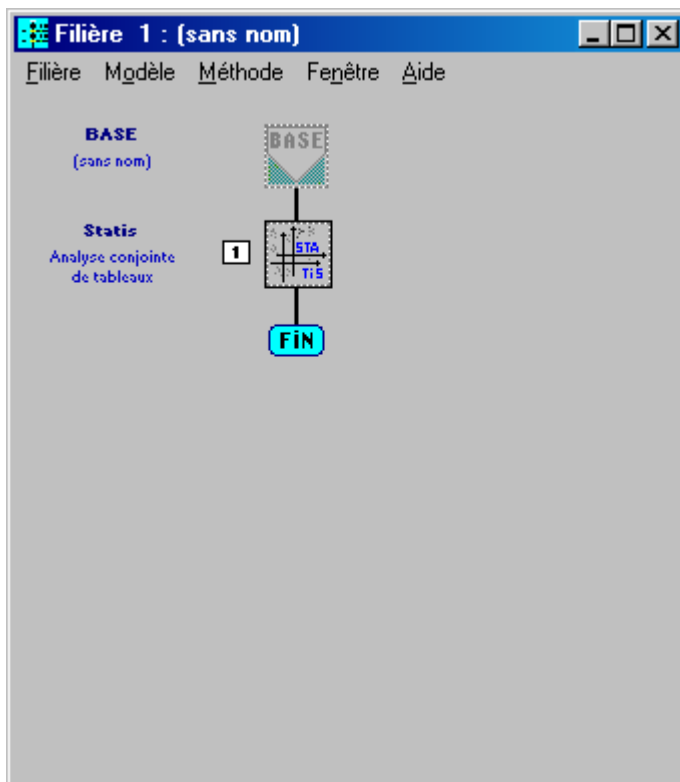 Filière 1 : (sans nom)
Filière Modèle Méthode Fenêtre Aide
BASE
(sans nom)
BASE
Statis
Analyse conjointe
de tableaux
1
STA
TiS
FiN